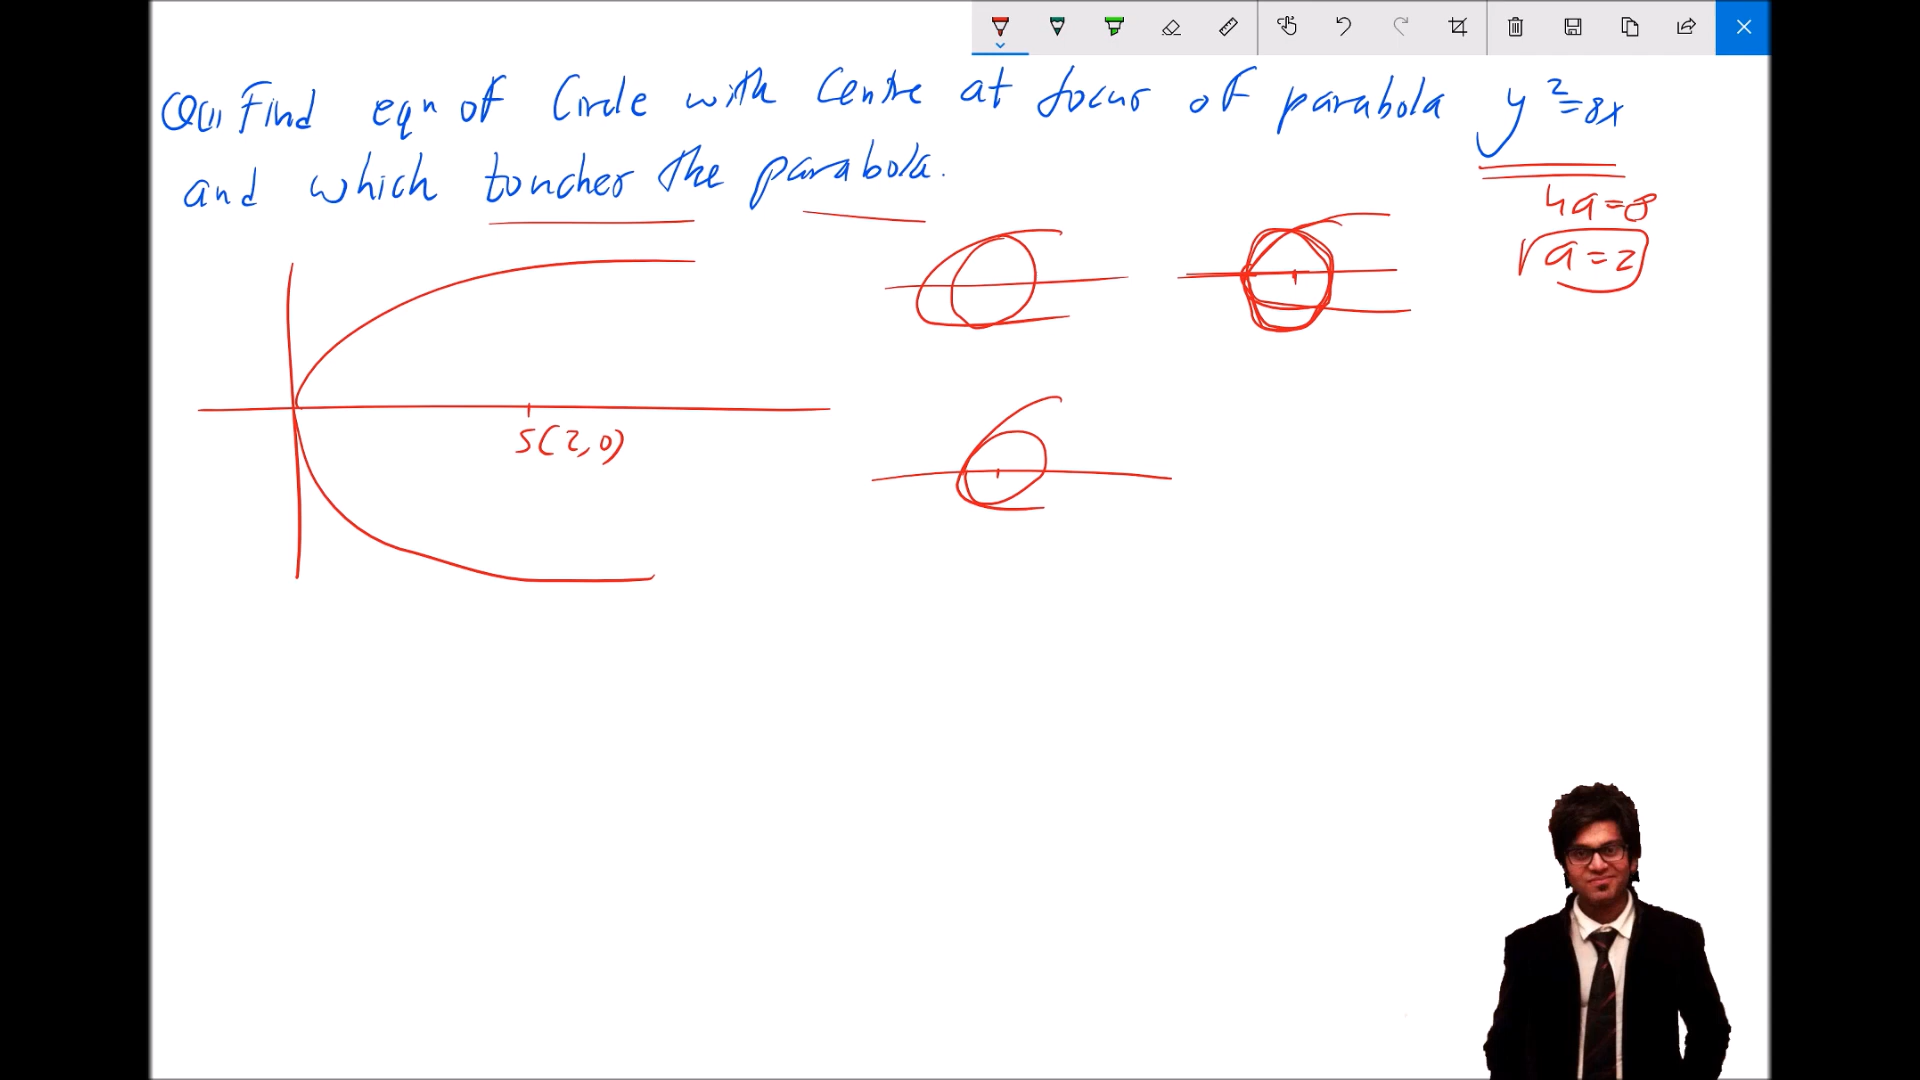 Q(1) Find eqn of Circle with Centre at focus of parabola y²=8x
and which touches the parabola.
4a=8
a=2
S(2,0)